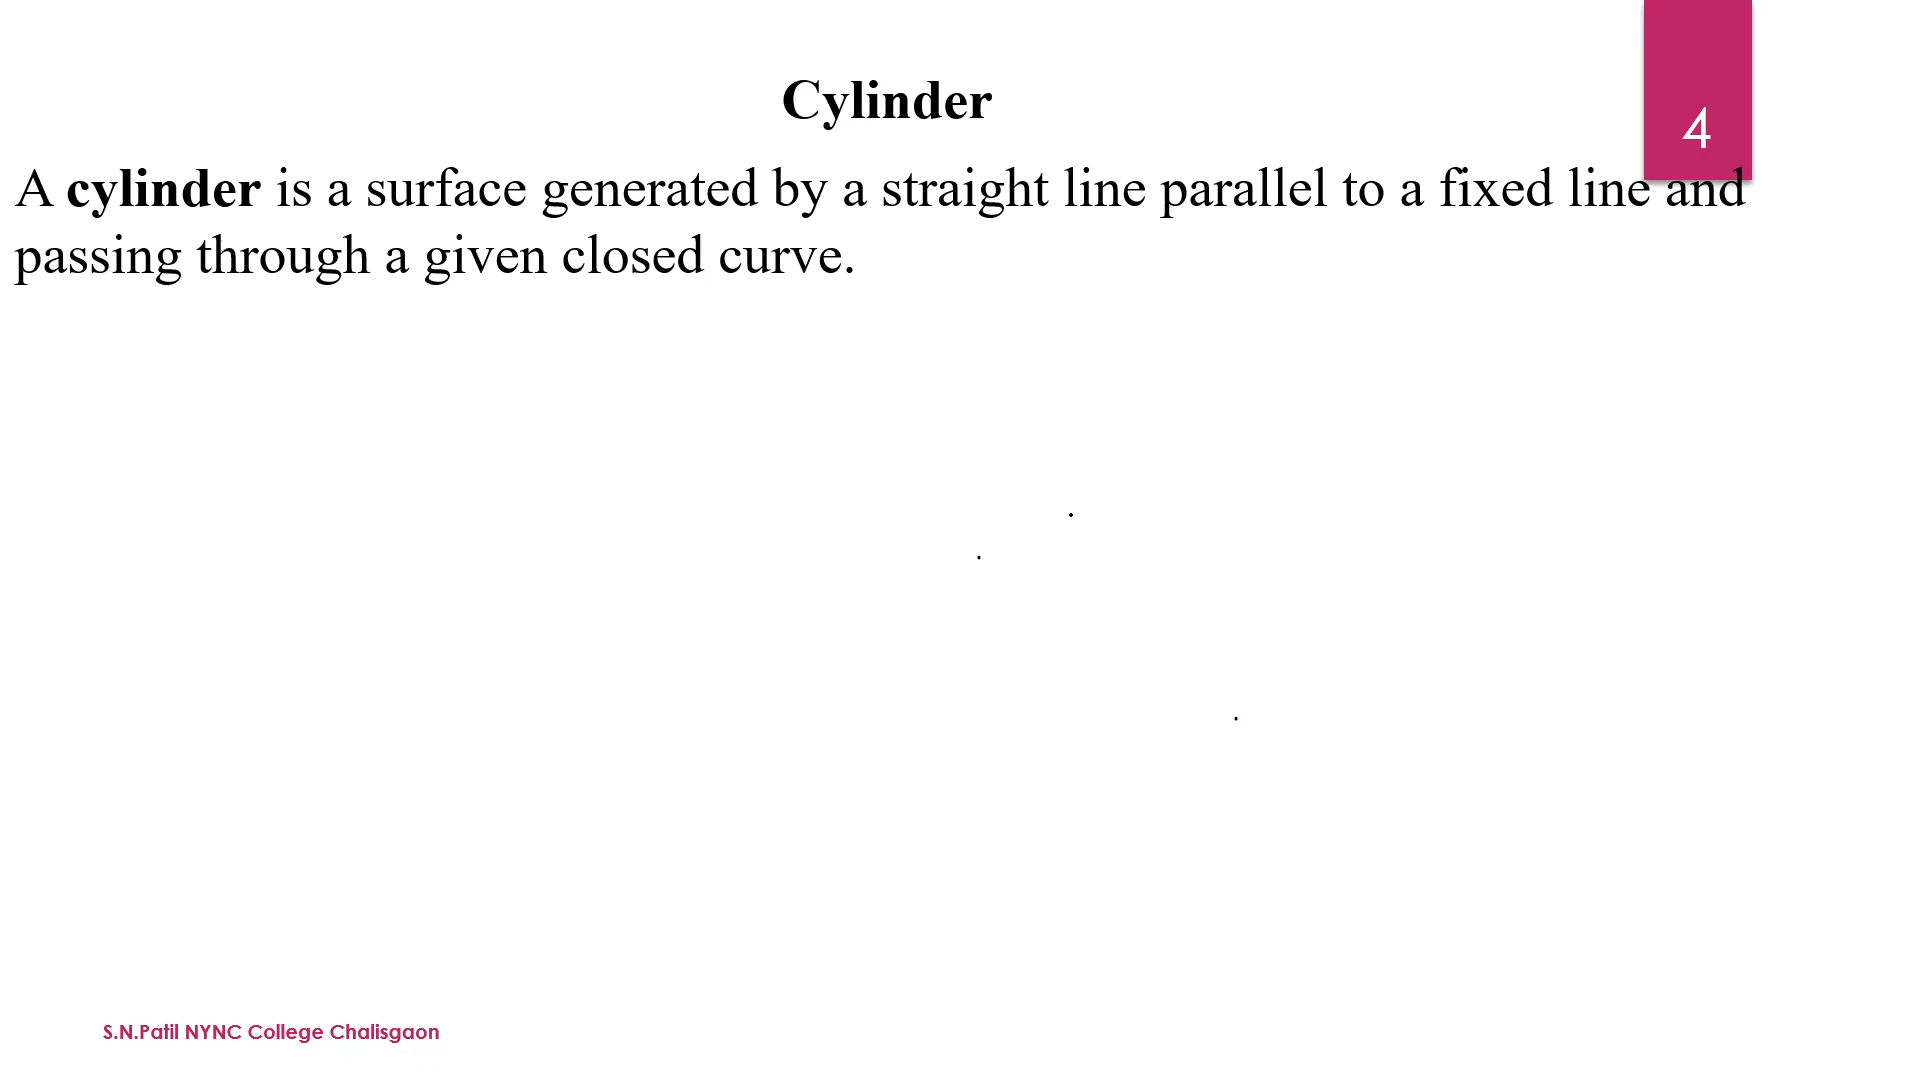 Cylinder
4
A cylinder is a surface generated by a straight line parallel to a fixed line and
passing through a given closed curve.
S.N.Patil NYNC College Chalisgaon